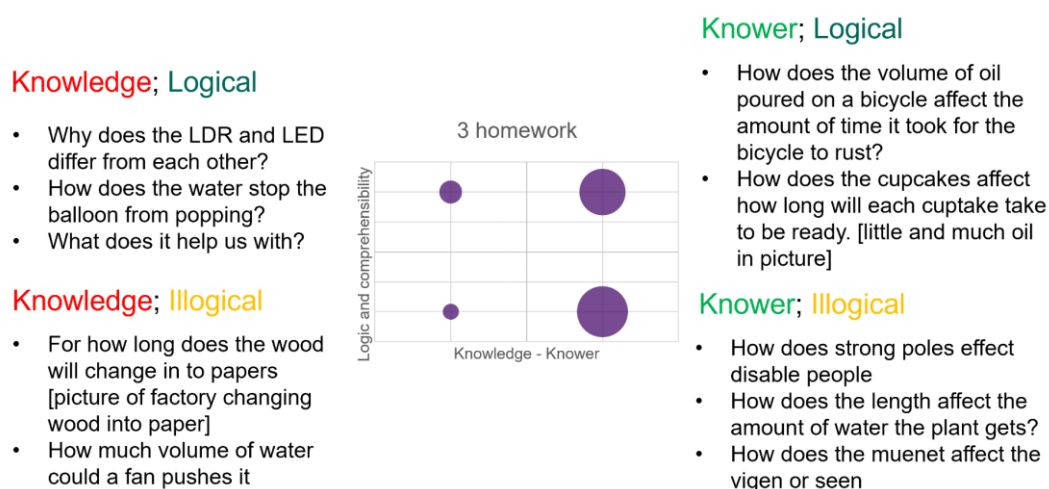 Knowledge; Logical
• Why does the LDR and LED
differ from each other?
• How does the water stop the
balloon from popping?
• What does it help us with?
Knowledge; Illogical
• For how long does the wood
will change in to papers
[picture of factory changing
wood into paper]
• How much volume of water
could a fan pushes it
3 homework
Logic and comprehensibility
Knowledge - Knower
Knower; Logical
• How does the volume of oil
poured on a bicycle affect the
amount of time it took for the
bicycle to rust?
• How does the cupcakes affect
how long will each cuptake take
to be ready. [little and much oil
in picture]
Knower; Illogical
• How does strong poles effect
disable people
• How does the length affect the
amount of water the plant gets?
• How does the muenet affect the
vigen or seen